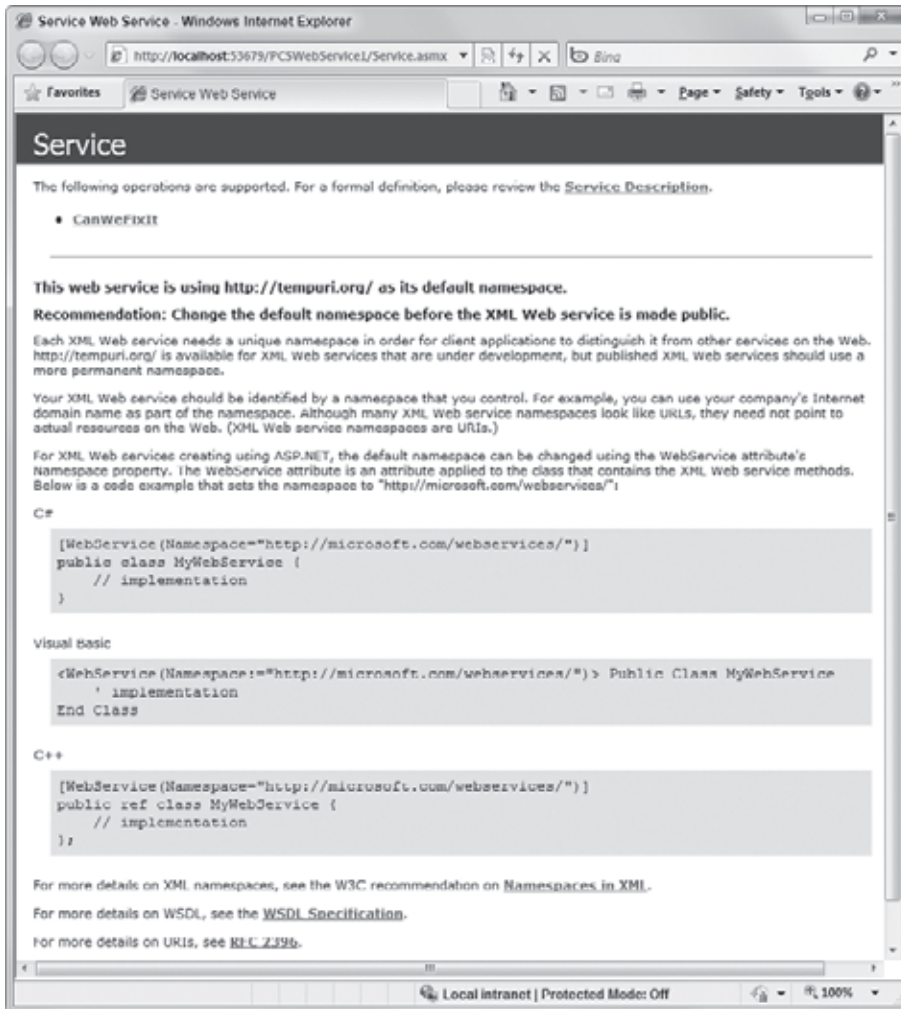 Service Web Service - Windows Internet Explorer
http://localhost:53679/PCSWebService1/Service.asmx
Bing
Favorites
Service Web Service
Page
Safety
Tools
Service
The following operations are supported. For a formal definition, please review the Service Description.
• CanWeFixIt
This web service is using http://tempuri.org/ as its default namespace.
Recommendation: Change the default namespace before the XML Web service is made public.
Each XML Web service needs a unique namespace in order for client applications to distinguish it from other services on the Web.
http://tempuri.org/ is available for XML Web services that are under development, but published XML Web services should use a
more permanent namespace.
Your XML Web service should be identified by a namespace that you control. For example, you can use your company's Internet
domain name as part of the namespace. Although many XML Web service namespaces look like URLs, they need not point to
actual resources on the Web. (XML Web service namespaces are URIs.)
For XML Web services creating using ASP.NET, the default namespace can be changed using the WebService attribute's
Namespace property. The WebService attribute is an attribute applied to the class that contains the XML Web service methods.
Below is a code example that sets the namespace to "http://microsoft.com/webservices/":
C#
[WebService(Namespace="http://microsoft.com/webservices/")]
public class MyWebService {
// implementation
}
Visual Basic
<WebService(Namespace:="http://microsoft.com/webservices/")> Public Class MyWebService
' implementation
End Class
C++
[WebService(Namespace="http://microsoft.com/webservices/")]
public ref class MyWebService {
// implementation
};
For more details on XML namespaces, see the W3C recommendation on Namespaces in XML.
For more details on WSDL, see the WSDL Specification.
For more details on URIs, see RFC 2396.
Local intranet | Protected Mode: Off
100%